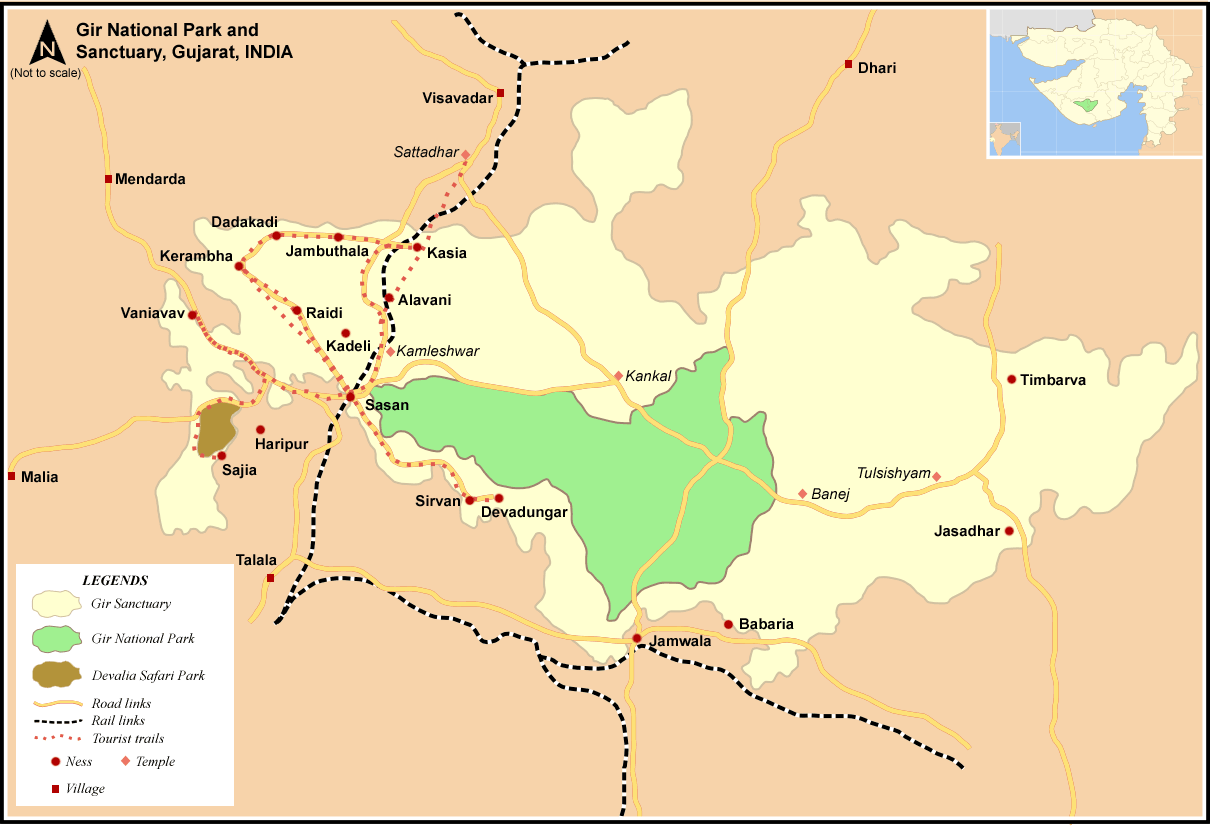 Gir National Park and
Sanctuary, Gujarat, INDIA
N
(Not to scale)
Dhari
Visavadar
Sattadhar
Mendarda
Dadakadi
Jambuthala
Kasia
Kerambha
Alavani
Vaniavav
Raidi
Kadeli
Kamleshwar
Kankal
Timbarva
Sasan
Haripur
Sajia
Malia
Tulsishyam
Banej
Sirvan
Devadungar
Jasadhar
Talala
Babaria
Jamwala
LEGENDS
Gir Sanctuary
Gir National Park
Devalia Safari Park
Road links
Rail links
Tourist trails
Ness
Temple
Village